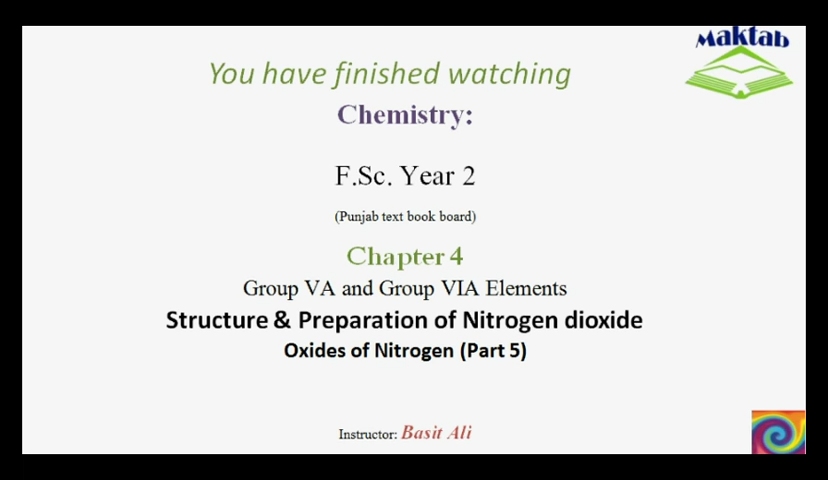 Maktab
You have finished watching
Chemistry:
F.Sc. Year 2
(Punjab text book board)
Chapter 4
Group VA and Group VIA Elements
Structure & Preparation of Nitrogen dioxide
Oxides of Nitrogen (Part 5)
Instructor: Basit Ali